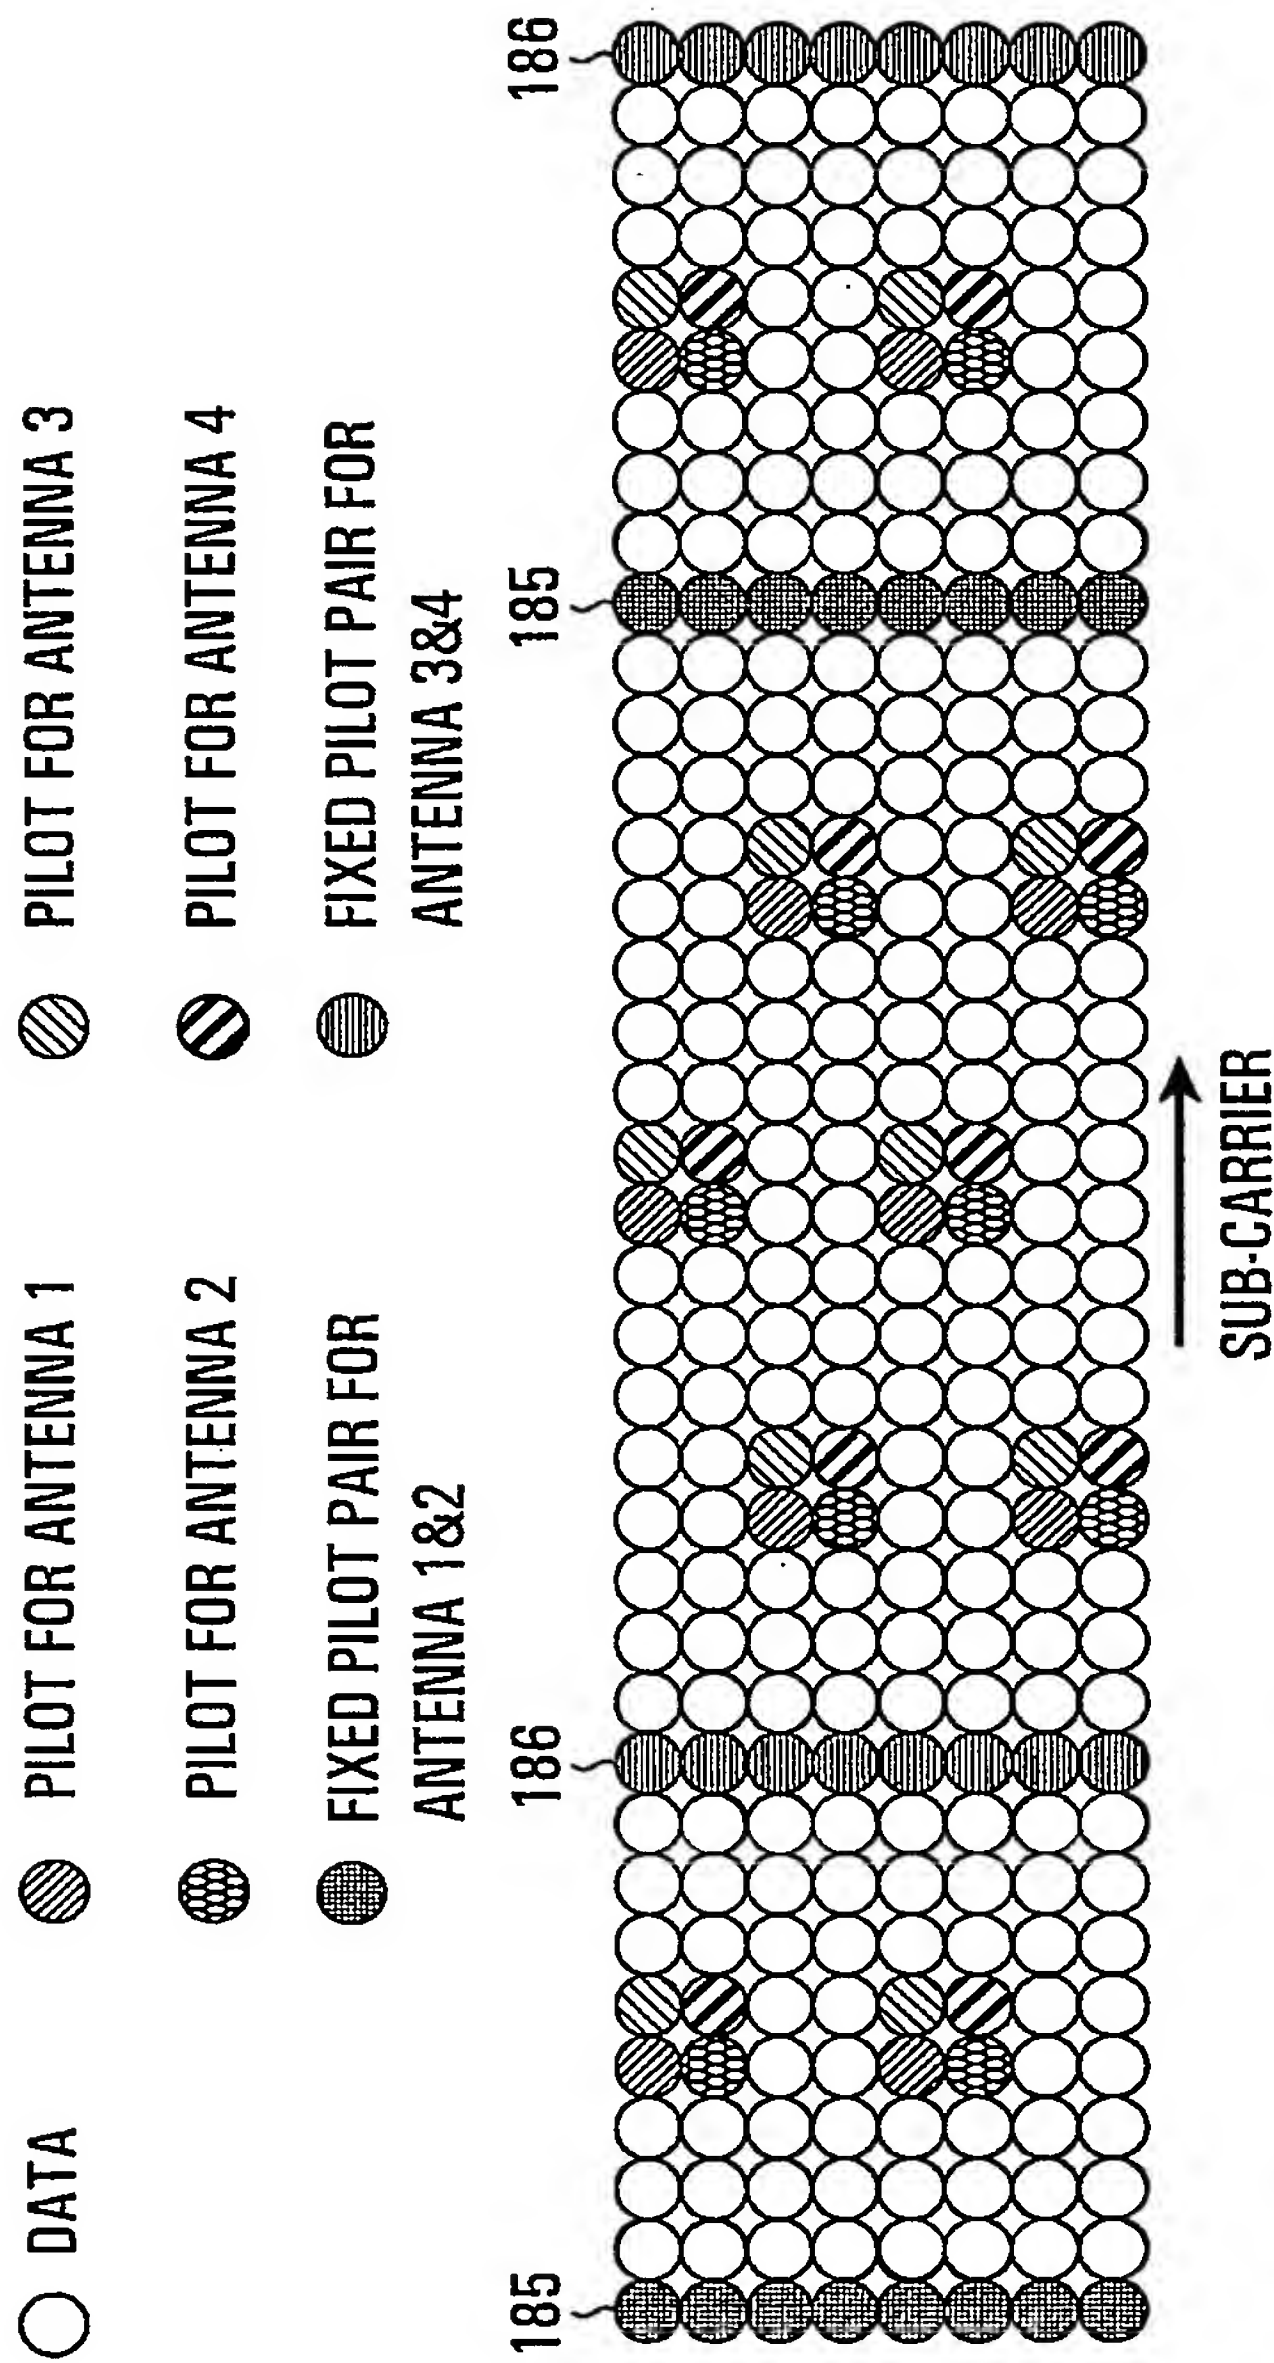 DATA
PILOT FOR ANTENNA 1
PILOT FOR ANTENNA 3
PILOT FOR ANTENNA 2
PILOT FOR ANTENNA 4
FIXED PILOT PAIR FOR
ANTENNA 1&2
FIXED PILOT PAIR FOR
ANTENNA 3&4
185
186
185
186
SUB-CARRIER